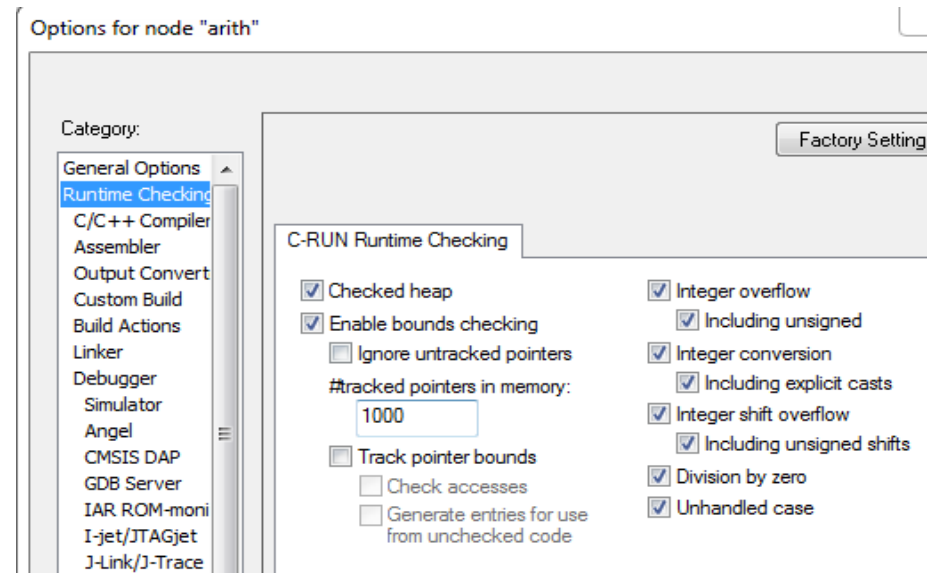 Options for node "arith"
Category:
Factory Setting
General Options
Runtime Checking
C/C++ Compiler
Assembler
Output Convert
Custom Build
Build Actions
Linker
Debugger
Simulator
Angel
CMSIS DAP
GDB Server
IAR ROM-moni
I-jet/JTAGjet
J-Link/J-Trace
C-RUN Runtime Checking
Checked heap
Enable bounds checking
Ignore untracked pointers
#tracked pointers in memory:
1000
Track pointer bounds
Check accesses
Generate entries for use
from unchecked code
Integer overflow
Including unsigned
Integer conversion
Including explicit casts
Integer shift overflow
Including unsigned shifts
Division by zero
Unhandled case